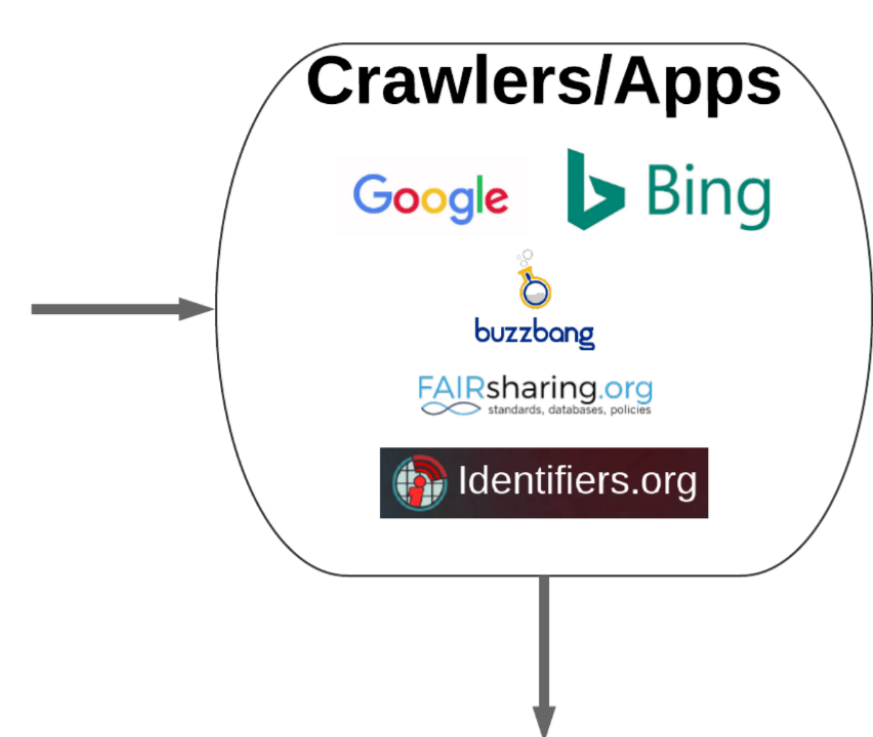 Crawlers/Apps
Google Bing
buzzbang
FAIRsharing.org
standards, databases, policies
Identifiers.org